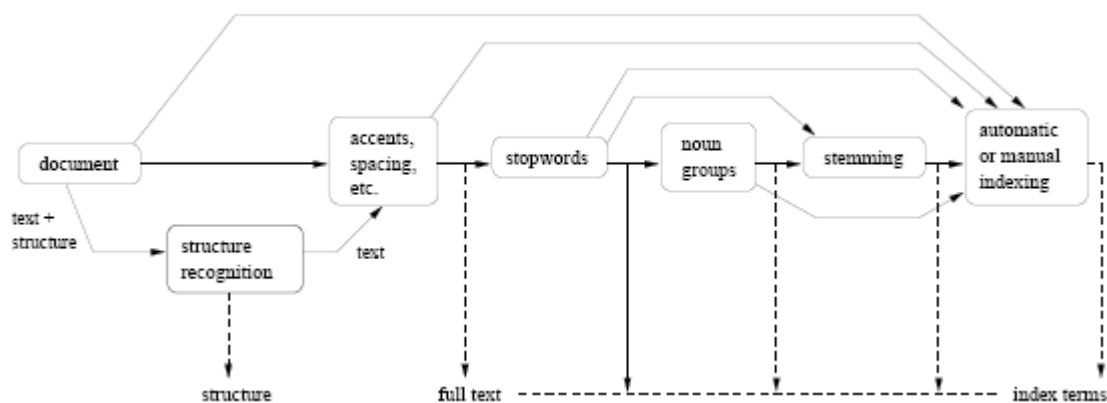 document
text +
structure
structure
recognition
text
accents,
spacing,
etc.
stopwords
noun
groups
stemming
automatic
or manual
indexing
structure
full text
index terms